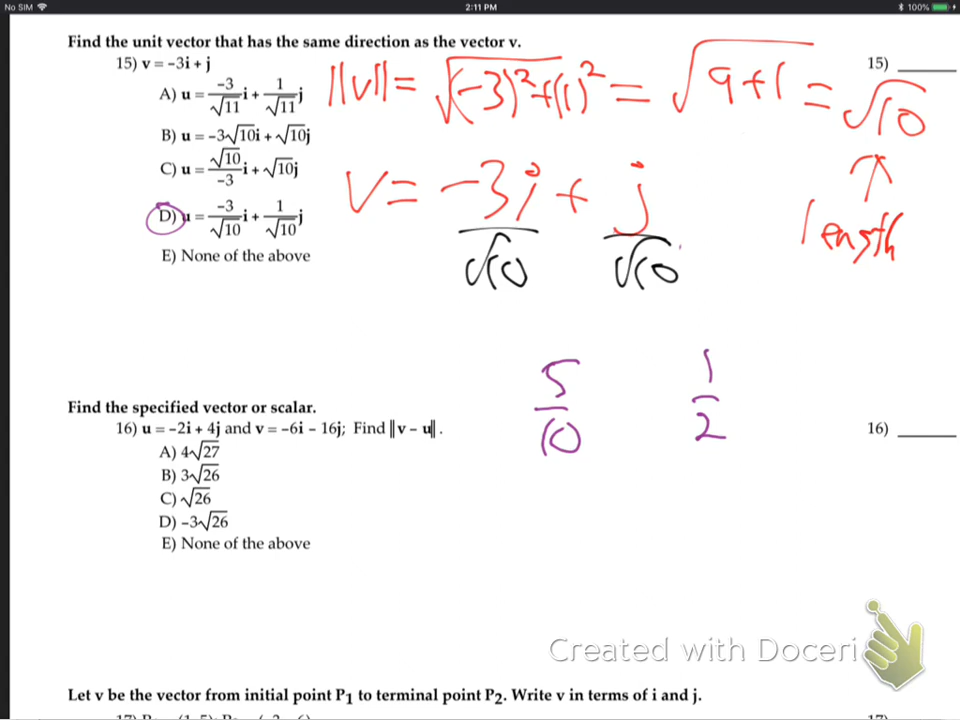 No SIM 2:11 PM 100%
Find the unit vector that has the same direction as the vector v.
15) v = −3i + j 15) ______
A) u = −3/√11 i + 1/√11 j
B) u = −3√10i + √10j
C) u = √10/−3 i + √10j
D) u = −3/√10 i + 1/√10 j
E) None of the above
||v|| = √(−3)² + (1)² = √9+1 = √10
↑
length
v = −3i/√10 + j/√10
5/10 1/2
Find the specified vector or scalar.
16) u = −2i + 4j and v = −6i − 16j; Find ‖v − u‖ . 16) ______
A) 4√27
B) 3√26
C) √26
D) −3√26
E) None of the above
Created with Doceri
Let v be the vector from initial point P₁ to terminal point P₂. Write v in terms of i and j.